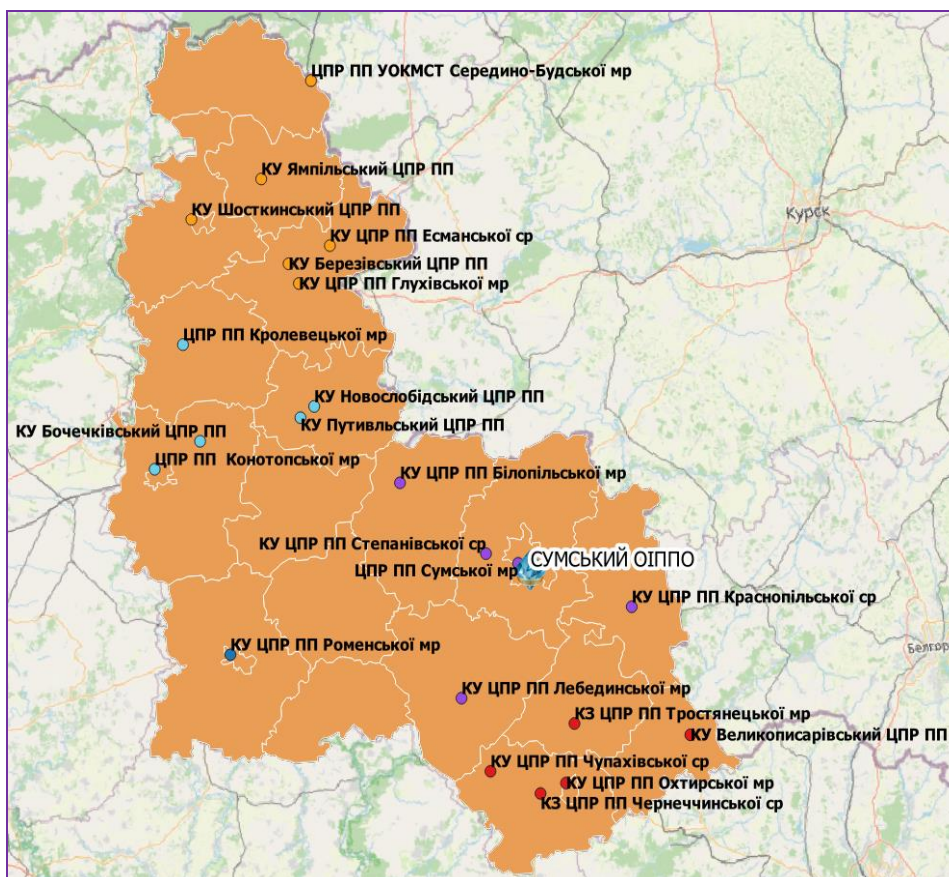 ЦПР ПП УОКМСТ Середино-Будської мр
КУ Ямпільський ЦПР ПП
КУ Шосткинський ЦПР ПП
Курск
КУ ЦПР ПП Есманської ср
КУ Березівський ЦПР ПП
КУ ЦПР ПП Глухівської мр
ЦПР ПП Кролевецької мр
КУ Новослобідський ЦПР ПП
КУ Путивльський ЦПР ПП
КУ Бочечківський ЦПР ПП
ЦПР ПП Конотопської мр
КУ ЦПР ПП Білопільської мр
КУ ЦПР ПП Степанівської ср
СУМСЬКИЙ ОІППО
ЦПР ПП Сумської мр
КУ ЦПР ПП Краснопільської ср
КУ ЦПР ПП Роменської мр
Белгор
КУ ЦПР ПП Лебединської мр
КЗ ЦПР ПП Тростянецької мр
КУ Великописарівський ЦПР ПП
КУ ЦПР ПП Чупахівської ср
КУ ЦПР ПП Охтирської мр
КЗ ЦПР ПП Чернеччинської ср